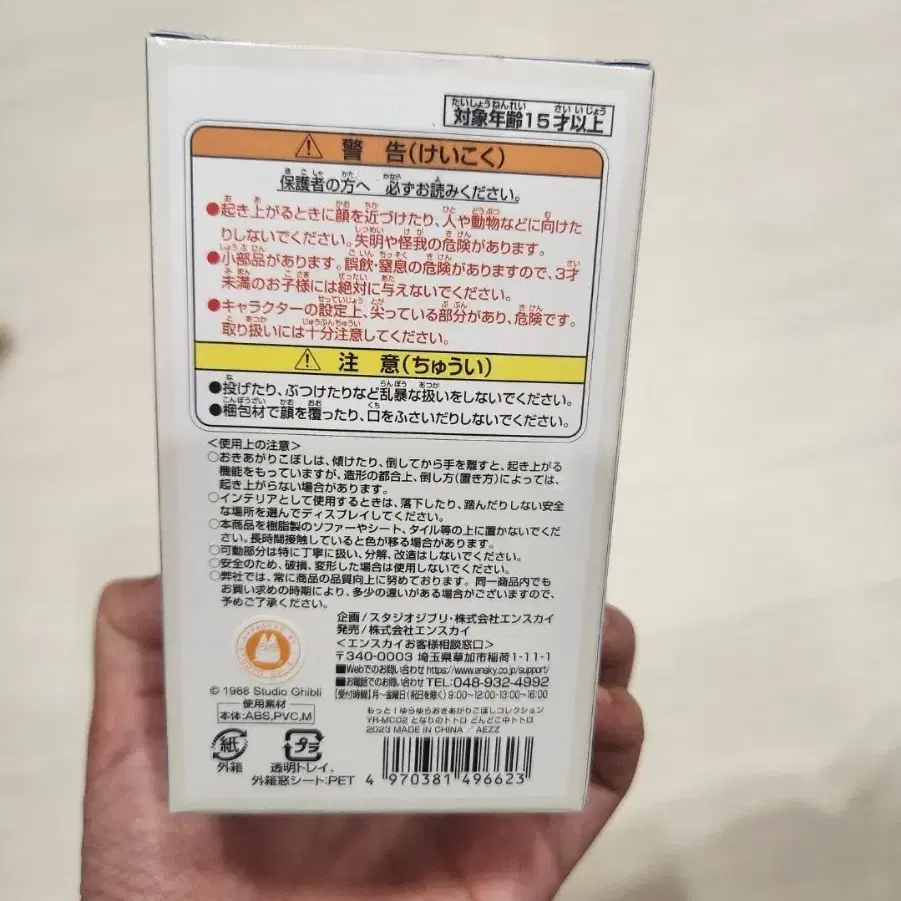 対象年齢15才以上
警 告(けいこく)
保護者の方へ 必ずお読みください。
●起き上がるときに顔を近づけたり、人や動物などに向けた
りしないでください。失明や怪我の危険があります。
●小部品があります。誤飲・窒息の危険がありますので、3才
未満のお子様には絶対に与えないでください。
●キャラクターの設定上、尖っている部分があり、危険です。
取り扱いには十分注意してください。
注 意(ちゅうい)
●投げたり、ぶつけたりなど乱暴な扱いをしないでください。
●梱包材で顔を覆ったり、口をふさいだりしないでください。
<使用上の注意>
○おきあがりこぼしは、傾けたり、倒してから手を離すと、起き上がる
機能をもっていますが、造形の都合上、倒し方(置き方)によっては、
起き上がらない場合があります。
○インテリアとして使用するときは、落下したり、踏んだりしない安全
な場所を選んでディスプレイしてください。
○本商品を樹脂製のソファーやシート、タイル等の上に置かないでくだ
さい。長時間接触していると色が移る場合があります。
○可動部分は特に丁寧に扱い、分解、改造はしないでください。
○安全のため、破損、変形した場合は使用しないでください。
○弊社では、常に商品の品質向上に努めております。同一商品内でも
お買い求めの時期により、多少の違いがある場合がございますので、
予めご了承ください。
企画/スタジオジブリ・株式会社エンスカイ
発売/株式会社エンスカイ
<エンスカイお客様相談窓口>
〒340-0003 埼玉県草加市稲荷1-11-1
■Webでのお問い合わせ https://www.ensky.co.jp/support/
■お電話でのお問い合わせ TEL:048-932-4992
[受付時間]月~金曜日(祝日を除く)9:00~12:00・13:00~16:00
© 1988 Studio Ghibli
使用素材
本体:ABS,PVC,M
もっと!ゆらゆらおきあがりこぼしコレクション
YR-MC02 となりのトトロ どんどこ中トトロ
2023 MADE IN CHINA / AEZZ
紙
外箱
プラ
透明トレイ、
外箱窓シート:PET
4 970381 496623